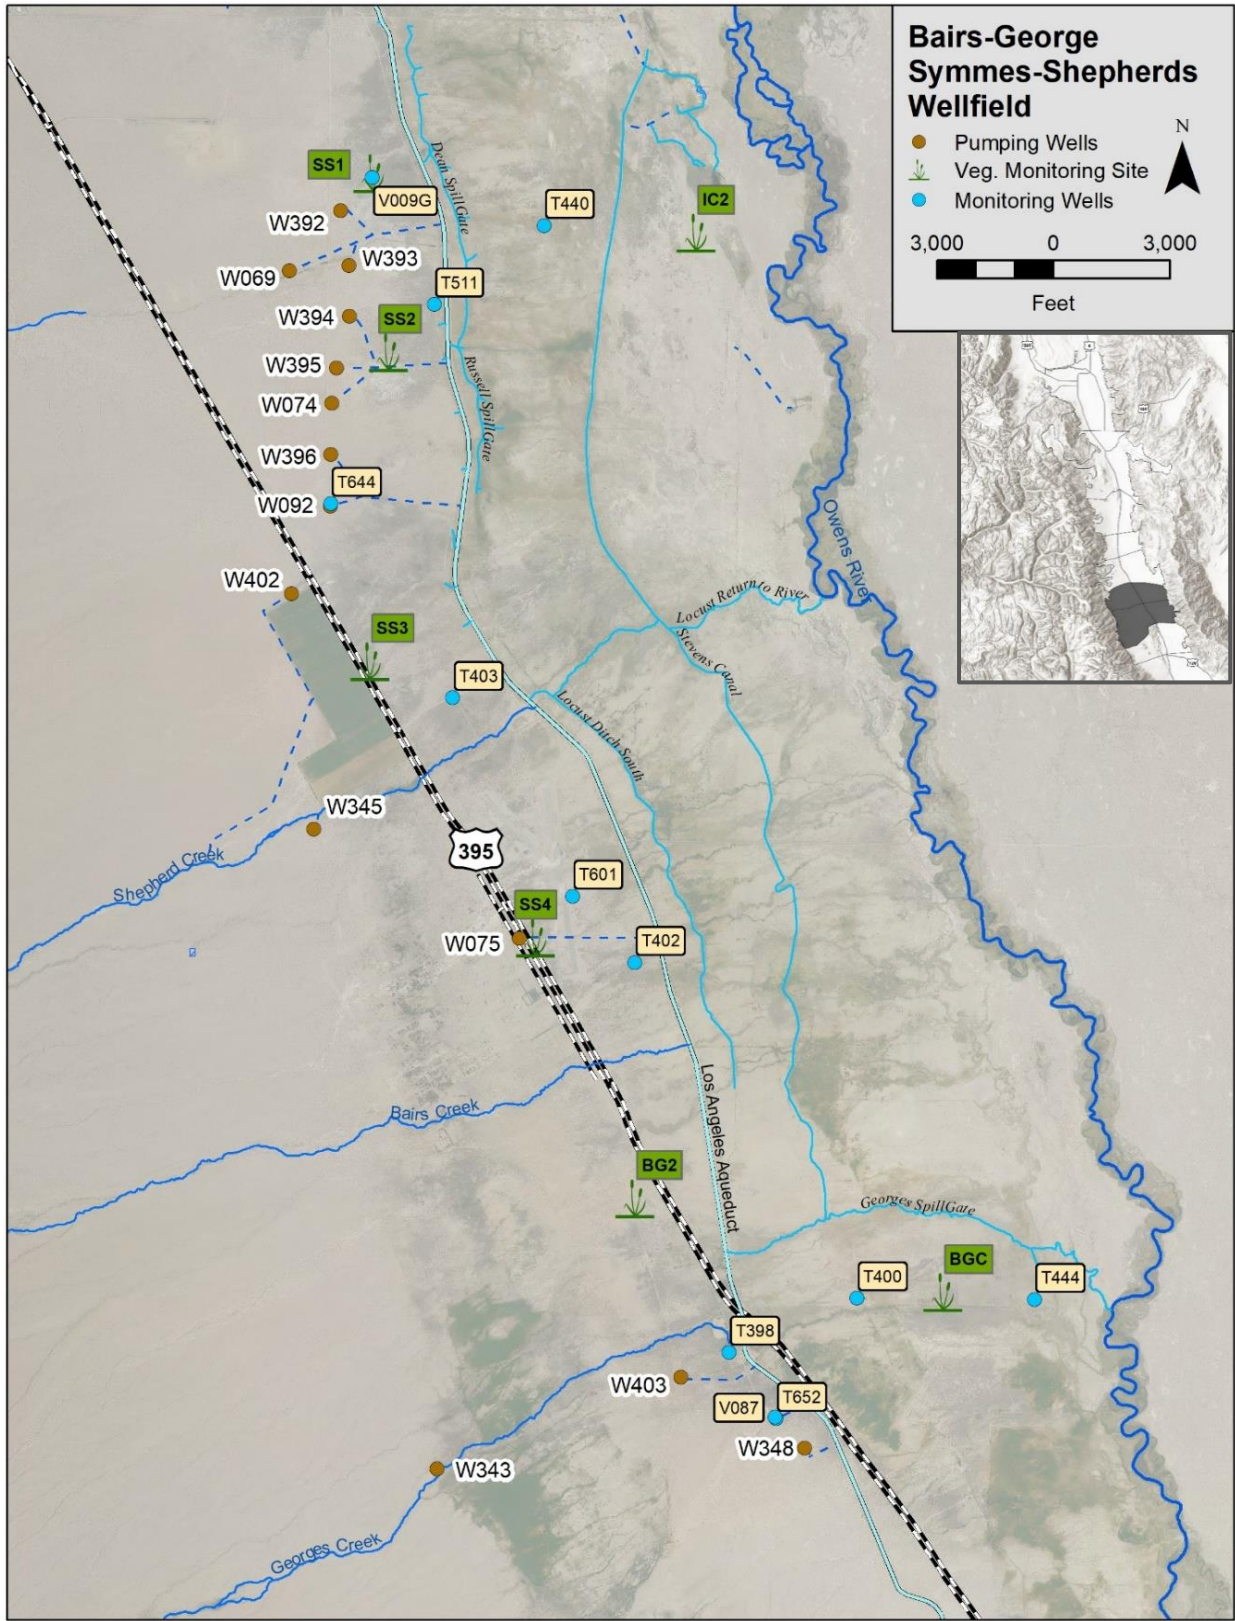 Bairs-George
Symmes-Shepherds
Wellfield
Pumping Wells
Veg. Monitoring Site
Monitoring Wells
N
3,000 0 3,000
Feet
SS1
V009G
W392
Dean SpillGate
T440
IC2
W393
W069
T511
W394
SS2
W395
W074
Russell SpillGate
W396
T644
W092
Owens River
W402
Locust Return to River
SS3
Stevens Canal
T403
Locust Ditch South
W345
395
Shepherd Creek
T601
SS4
W075
T402
Los Angeles Aqueduct
Bairs Creek
BG2
Georges SpillGate
T400
BGC
T444
T398
W403
T652
V087
W348
W343
Georges Creek